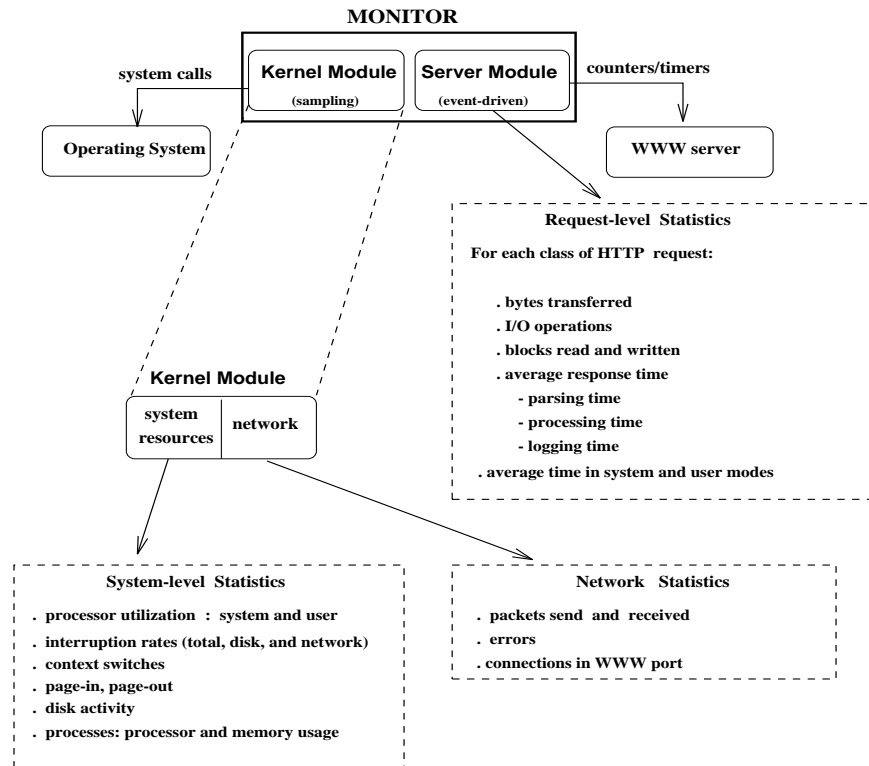 MONITOR
system calls
Kernel Module
(sampling)
Server Module
(event-driven)
counters/timers
Operating System
WWW server
Request-level Statistics
For each class of HTTP request:
. bytes transferred
. I/O operations
. blocks read and written
. average response time
- parsing time
- processing time
- logging time
. average time in system and user modes
Kernel Module
system
resources
network
System-level Statistics
. processor utilization : system and user
. interruption rates (total, disk, and network)
. context switches
. page-in, page-out
. disk activity
. processes: processor and memory usage
Network Statistics
. packets send and received
. errors
. connections in WWW port